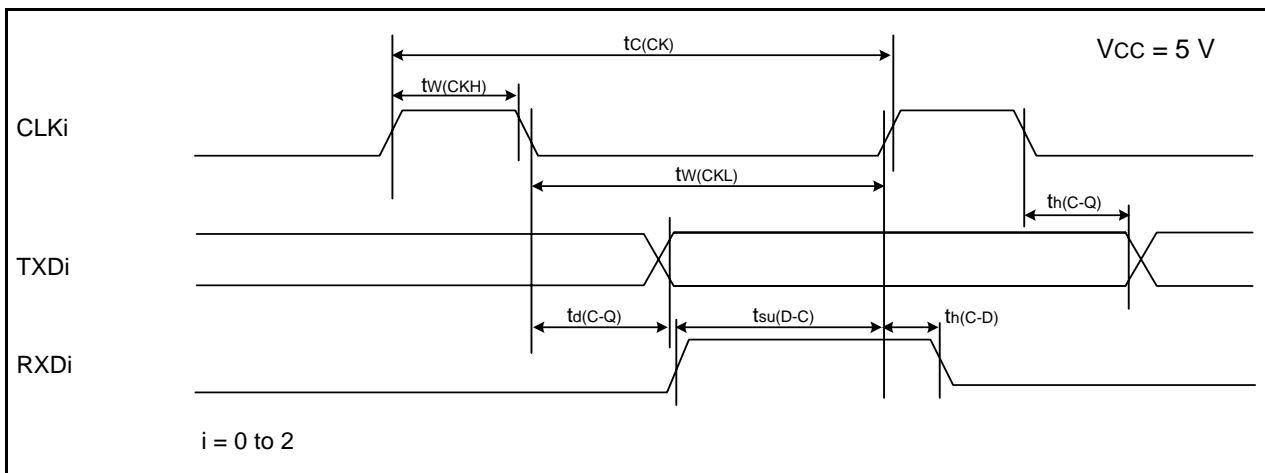 tC(CK)
VCC = 5 V
tW(CKH)
CLKi
tW(CKL)
th(C-Q)
TXDi
td(C-Q)
tsu(D-C)
th(C-D)
RXDi
i = 0 to 2